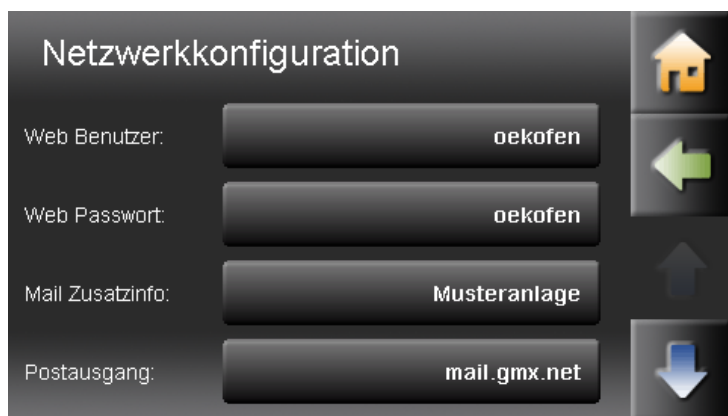 Netzwerkkonfiguration
Web Benutzer: oekofen
Web Passwort: oekofen
Mail Zusatzinfo: Musteranlage
Postausgang: mail.gmx.net